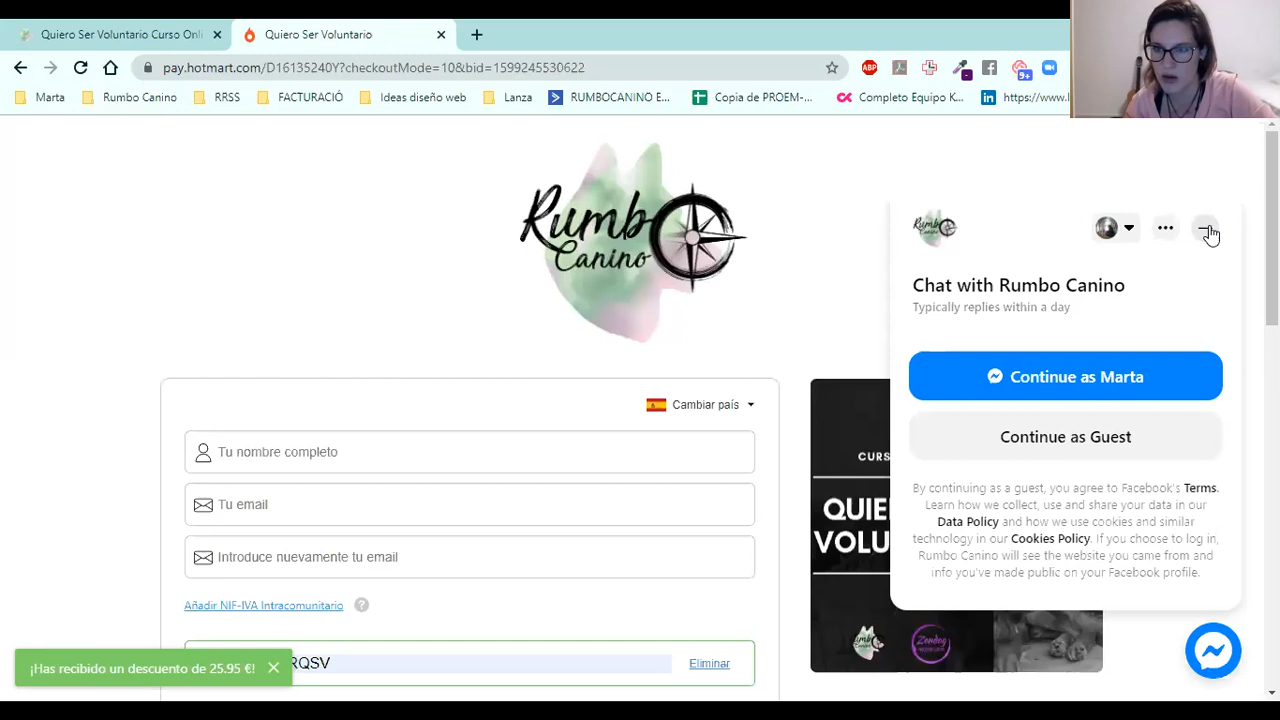 Quiero Ser Voluntario Curso Onli
Quiero Ser Voluntario
pay.hotmart.com/D16135240Y?checkoutMode=10&bid=1599245530622
ABP
9+
Marta
Rumbo Canino
RRSS
FACTURACIÓ
Ideas diseño web
Lanza
RUMBOCANINO E...
Copia de PROEM-...
Completo Equipo K...
https://www.l
Rumbo
Canino
Chat with Rumbo Canino
Typically replies within a day
Continue as Marta
Continue as Guest
By continuing as a guest, you agree to Facebook's Terms.
Learn how we collect, use and share your data in our
Data Policy and how we use cookies and similar
technology in our Cookies Policy. If you choose to log in,
Rumbo Canino will see the website you came from and
info you've made public on your Facebook profile.
Cambiar país
Tu nombre completo
Tu email
Introduce nuevamente tu email
Añadir NIF-IVA Intracomunitario
?
RQSV
Eliminar
¡Has recibido un descuento de 25.95 €!
CURS
QUIE
VOLU
Rumbo
Canino
Zendog